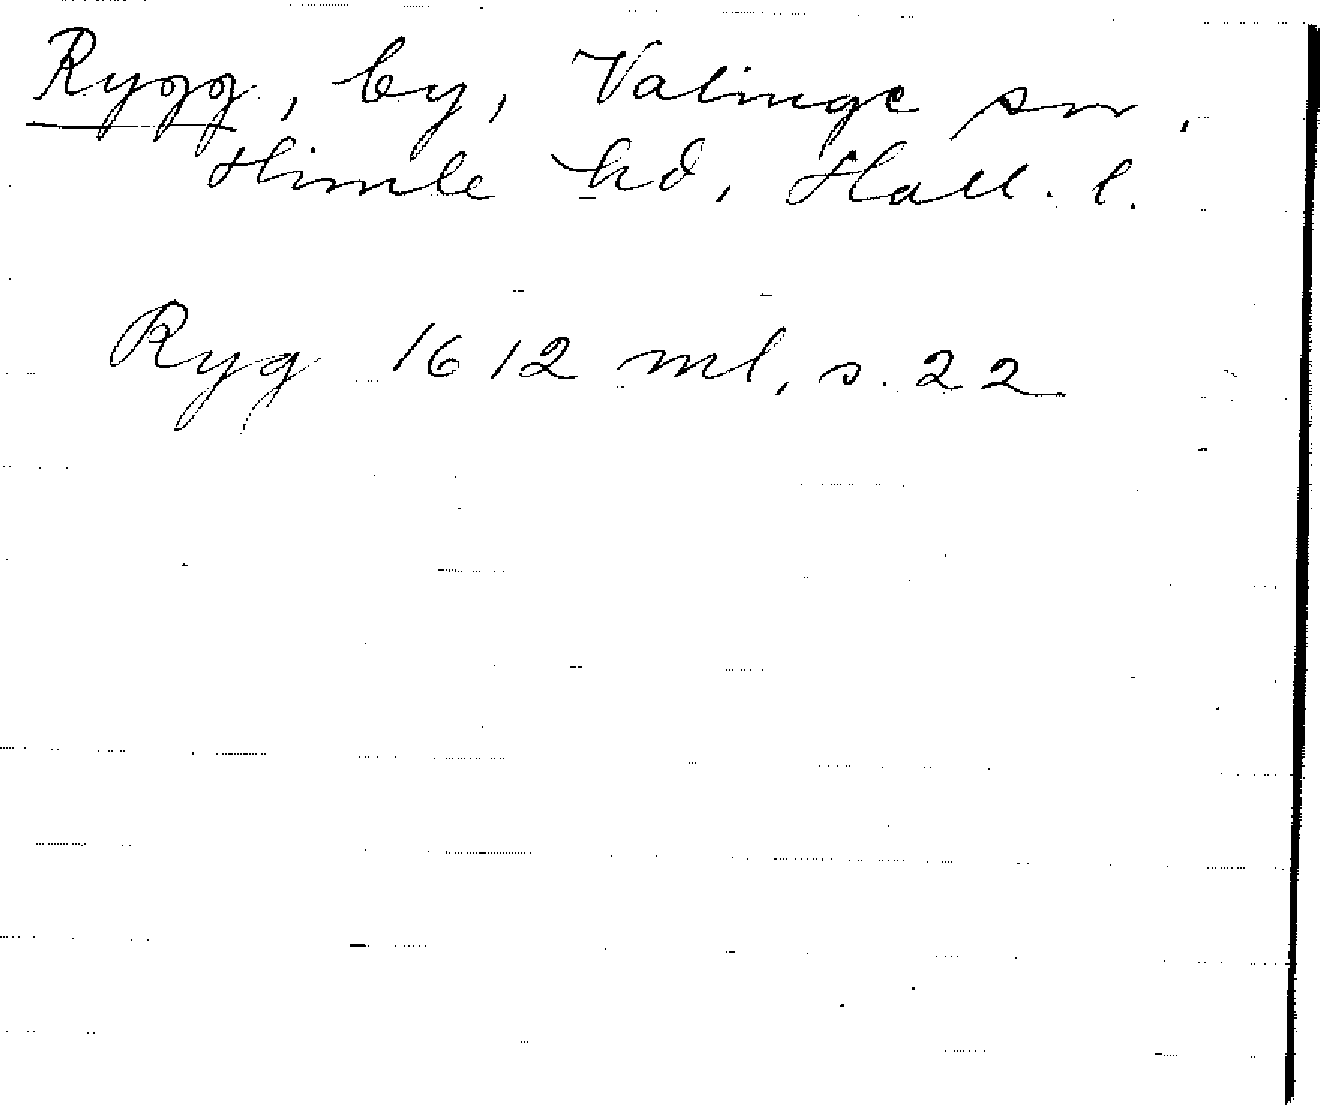 Rygg, by, Valinge sn,
Himle hd, Hall. l.
Ryg 1612 ml, s. 22